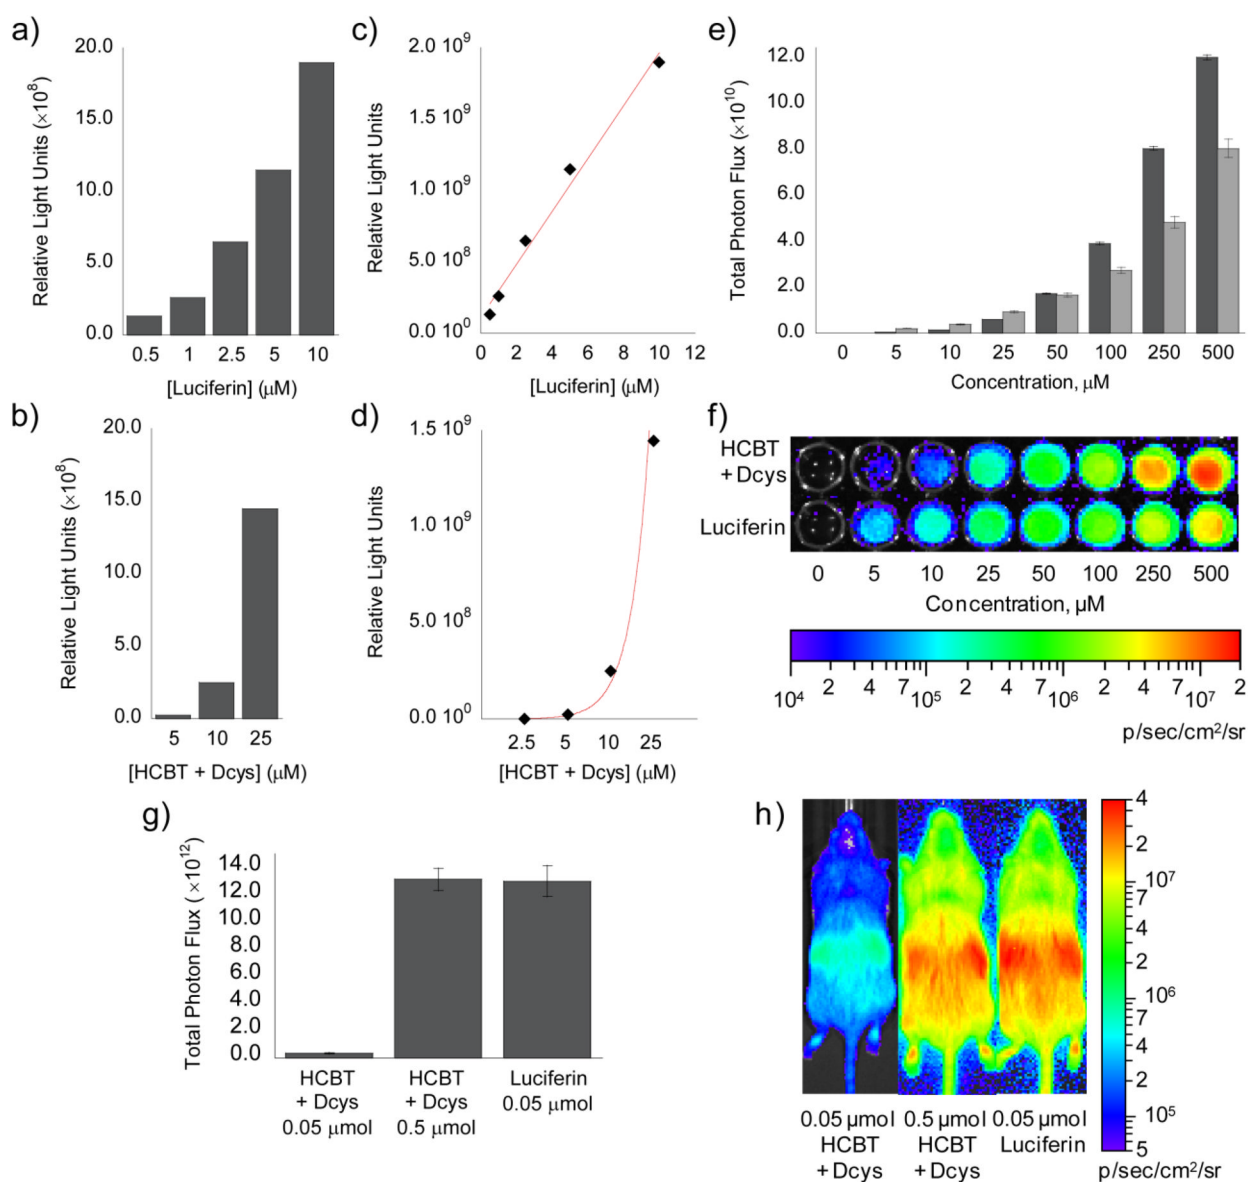 a)
Relative Light Units (×10⁸)
20.0
15.0
10.0
5.0
0.0
0.5 1 2.5 5 10
[Luciferin] (μM)
b)
Relative Light Units (×10⁸)
20.0
15.0
10.0
5.0
0.0
5 10 25
[HCBT + Dcys] (μM)
c)
Relative Light Units
2.0 10⁹
1.5 10⁹
1.0 10⁹
5.0 10⁸
0.0 10⁰
0 2 4 6 8 10 12
[Luciferin] (μM)
d)
Relative Light Units
1.5 10⁹
1.0 10⁹
5.0 10⁸
0.0 10⁰
2.5 5 10 25
[HCBT + Dcys] (μM)
e)
Total Photon Flux (×10¹⁰)
12.0
10.0
8.0
6.0
4.0
2.0
0.0
0 5 10 25 50 100 250 500
Concentration, μM
f)
HCBT
+ Dcys
Luciferin
0 5 10 25 50 100 250 500
Concentration, μM
10⁴ 2 4 7 10⁵ 2 4 7 10⁶ 2 4 7 10⁷ 2
p/sec/cm²/sr
g)
Total Photon Flux (×10¹²)
14.0
12.0
10.0
8.0
6.0
4.0
2.0
0.0
HCBT
+ Dcys
0.05 μmol
HCBT
+ Dcys
0.5 μmol
Luciferin
0.05 μmol
h)
0.05 μmol
HCBT
+ Dcys
0.5 μmol
HCBT
+ Dcys
0.05 μmol
Luciferin
4
2
10⁷
7
4
2
10⁶
7
4
2
10⁵
5
p/sec/cm²/sr